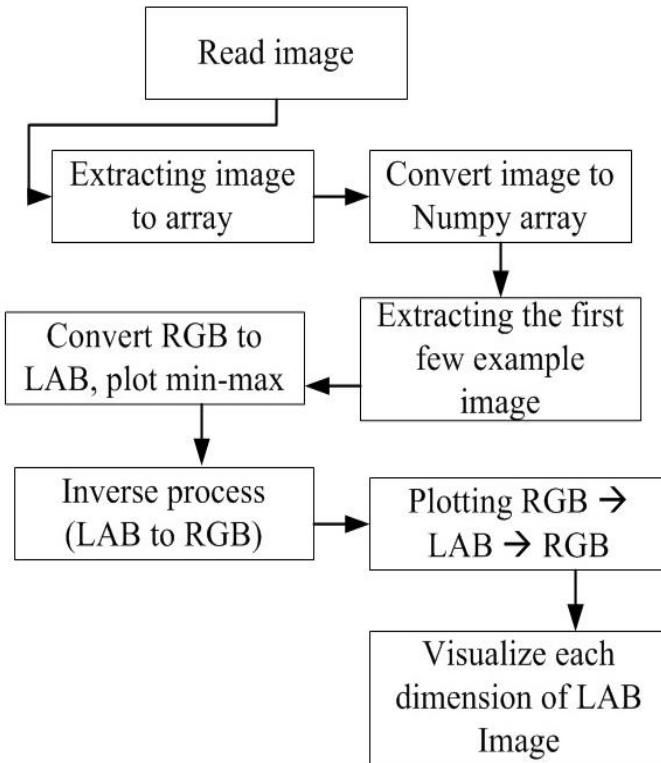 Read image
Extracting image
to array
Convert image to
Numpy array
Extracting the first
few example
image
Convert RGB to
LAB, plot min-max
Inverse process
(LAB to RGB)
Plotting RGB →
LAB → RGB
Visualize each
dimension of LAB
Image